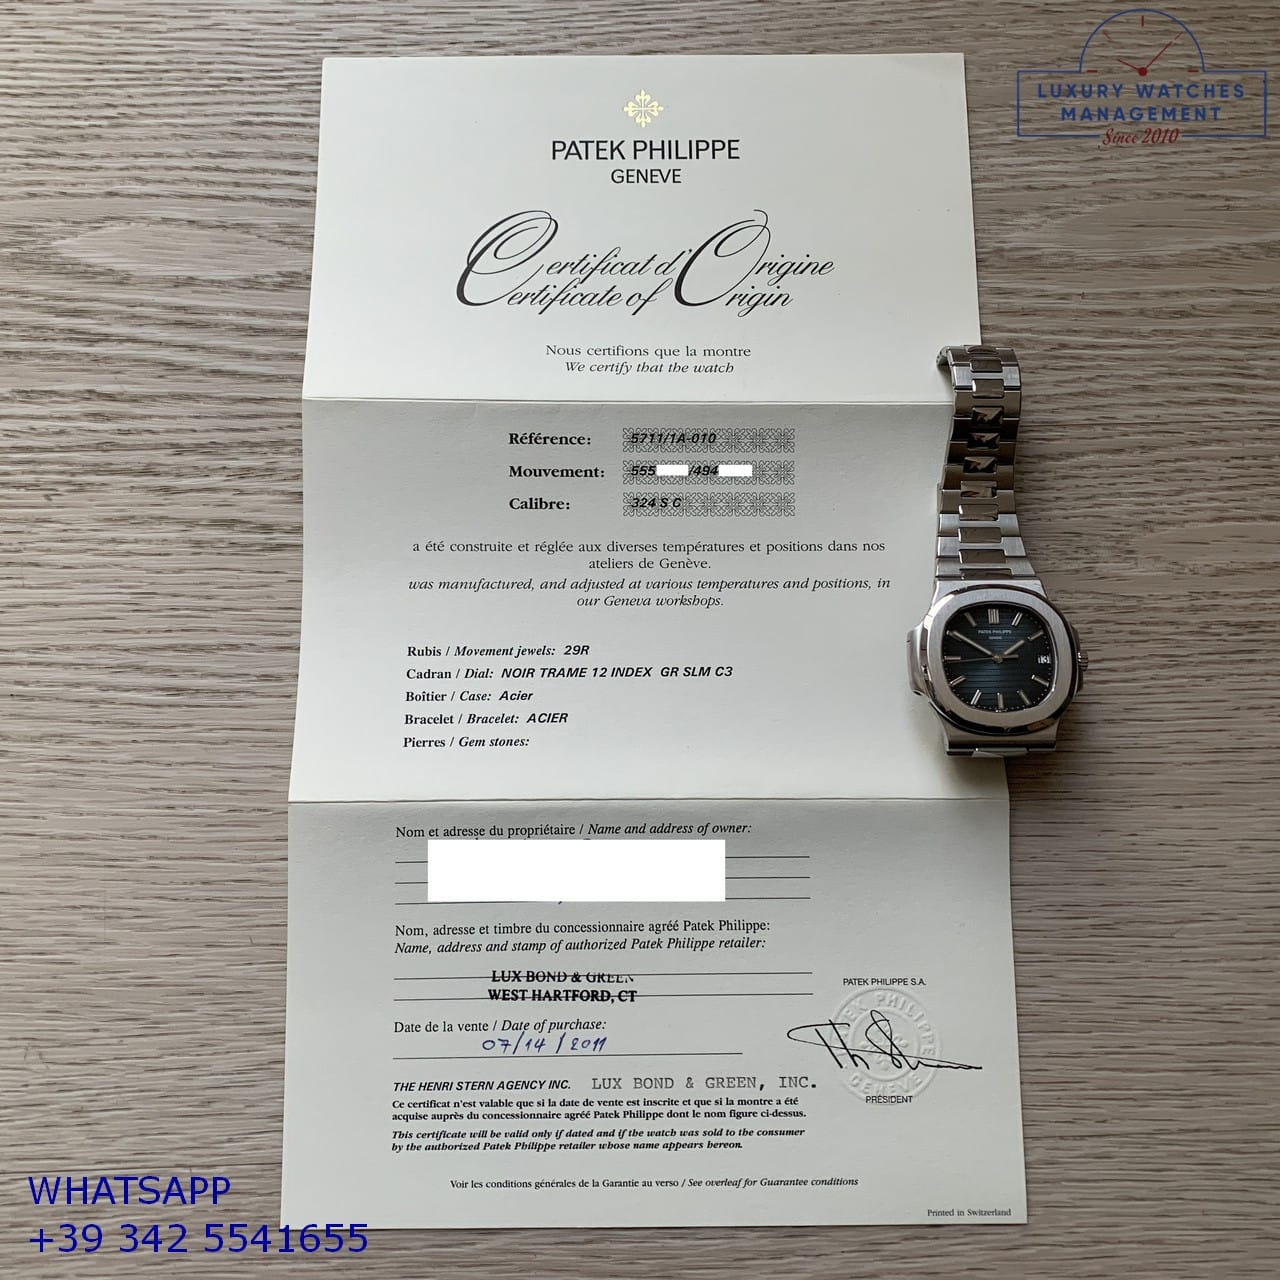 LUXURY WATCHES
MANAGEMENT
Since 2010
PATEK PHILIPPE
GENEVE
Certificat d'Origine
Certificate of Origin
Nous certifions que la montre
We certify that the watch
Référence: 5711/1A-010
Mouvement: 555 /494
Calibre: 324 S C
a été construite et réglée aux diverses températures et positions dans nos
ateliers de Genève.
was manufactured, and adjusted at various temperatures and positions, in
our Geneva workshops.
Rubis / Movement jewels: 29R
Cadran / Dial: NOIR TRAME 12 INDEX GR SLM C3
Boîtier / Case: Acier
Bracelet / Bracelet: ACIER
Pierres / Gem stones:
PATEK PHILIPPE
GENEVE
13
Nom et adresse du propriétaire / Name and address of owner:
Nom, adresse et timbre du concessionnaire agréé Patek Philippe:
Name, address and stamp of authorized Patek Philippe retailer:
LUX BOND & GREEN
WEST HARTFORD, CT
Date de la vente / Date of purchase:
07/14/2011
PATEK PHILIPPE S.A.
PATEK PHILIPPE
GENEVE
PRÉSIDENT
THE HENRI STERN AGENCY INC. LUX BOND & GREEN, INC.
Ce certificat n'est valable que si la date de vente est inscrite et que si la montre a été
acquise auprès du concessionnaire agréé Patek Philippe dont le nom figure ci-dessus.
This certificate will be valid only if dated and if the watch was sold to the consumer
by the authorized Patek Philippe retailer whose name appears hereon.
Voir les conditions générales de la Garantie au verso / See overleaf for Guarantee conditions
Printed in Switzerland
WHATSAPP
+39 342 5541655